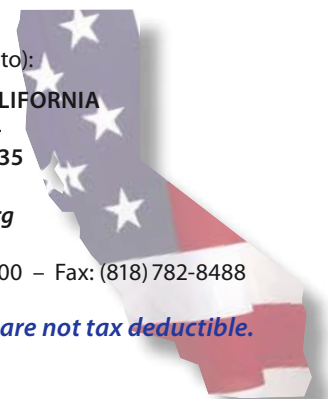 to):
LIFORNIA
35
rg
00 – Fax: (818) 782-8488
are not tax deductible.